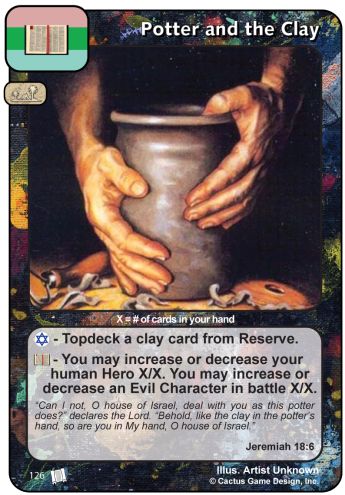 Potter and the Clay
X = # of cards in your hand
- Topdeck a clay card from Reserve.
- You may increase or decrease your
human Hero X/X. You may increase or
decrease an Evil Character in battle X/X.
"Can I not, O house of Israel, deal with you as this potter
does?" declares the Lord. "Behold, like the clay in the potter's
hand, so are you in My hand, O house of Israel."
Jeremiah 18:6
Illus. Artist Unknown
126
© Cactus Game Design, Inc.